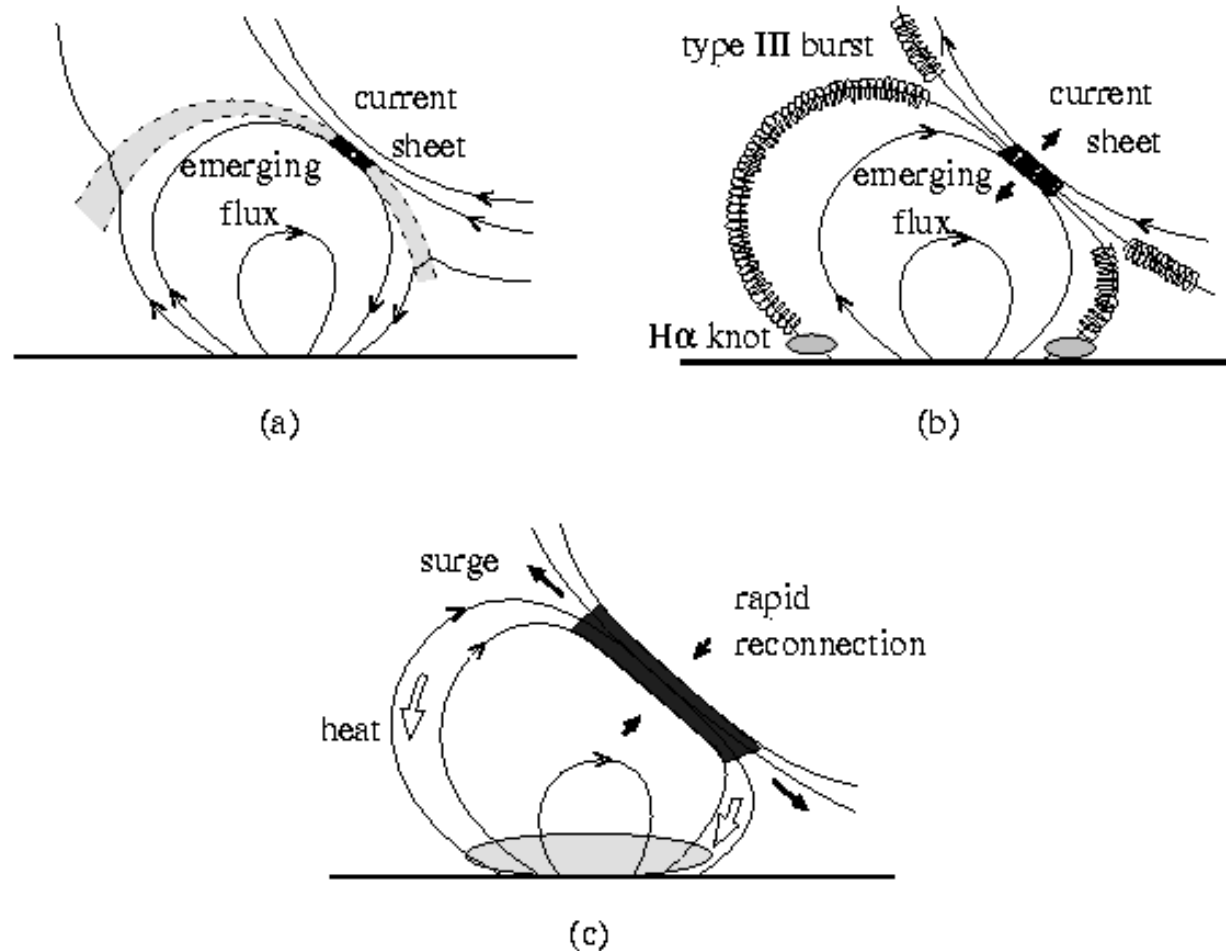 current
sheet
emerging
flux
(a)
type III burst
current
sheet
emerging
flux
Hα knot
(b)
surge
rapid
reconnection
heat
(c)